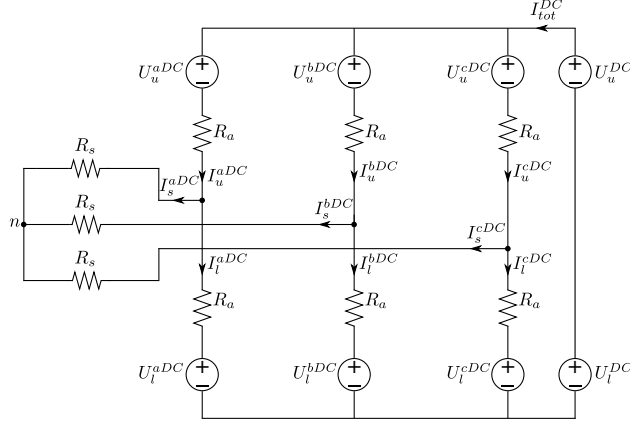 I_{tot}^{DC}
U_u^{aDC} + −
U_u^{bDC} + −
U_u^{cDC} + −
+ − U_u^{DC}
R_a
R_a
R_a
R_s
I_s^{aDC}
I_u^{aDC}
I_u^{bDC}
I_u^{cDC}
R_s
n
I_s^{bDC}
I_s^{cDC}
R_s
I_l^{aDC}
I_l^{bDC}
I_l^{cDC}
R_a
R_a
R_a
U_l^{aDC} + −
U_l^{bDC} + −
U_l^{cDC} + −
+ − U_l^{DC}